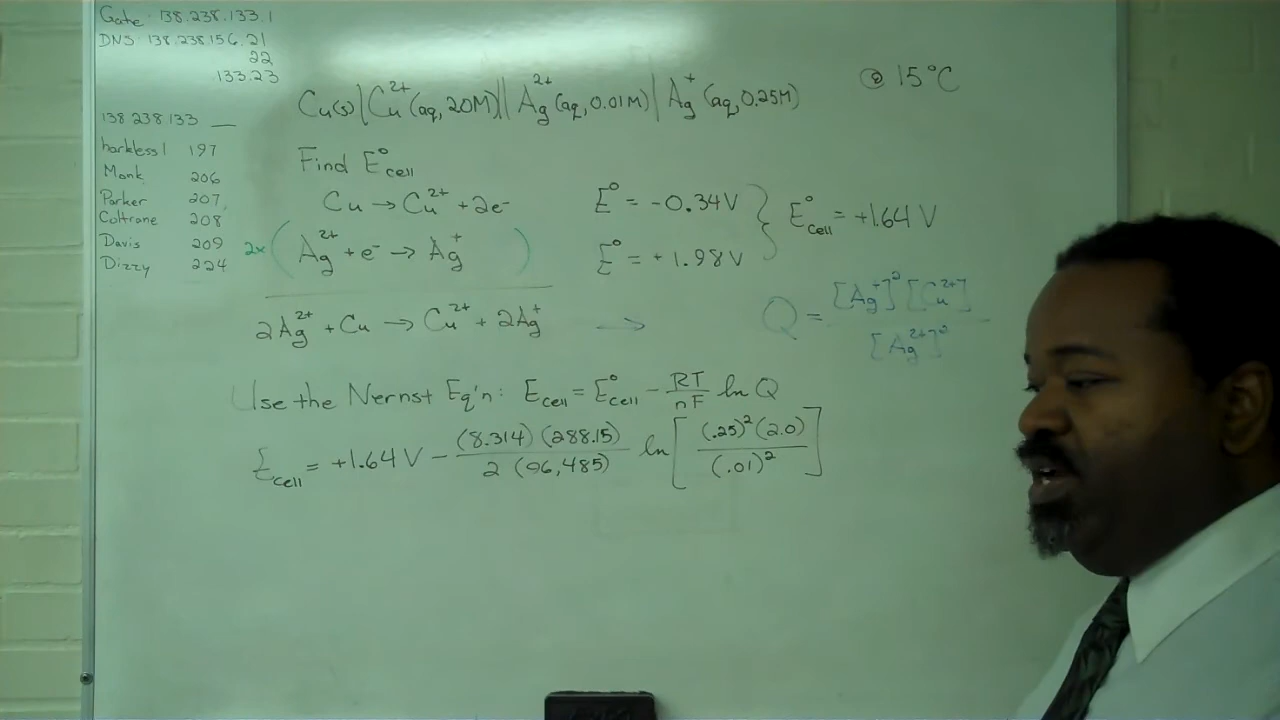 Gate: 138.238.133.1
DNS 138.238.156.21
22
133.23
138 238 133 __
harkless1 197
Monk 206
Parker 207
Coltrane 208
Davis 209
Dizzy 224
Cu(s)|Cu²⁺(aq, 2.0M)||Ag²⁺(aq, 0.01M)|Ag⁺(aq, 0.25M) @ 15°C
Find E°cell
Cu → Cu²⁺ + 2e⁻ E° = -0.34V } E°cell = +1.64 V
2x (Ag²⁺ + e⁻ → Ag⁺) E° = +1.98V
2Ag²⁺ + Cu → Cu²⁺ + 2Ag⁺ → Q = [Ag⁺]²[Cu²⁺] / [Ag²⁺]²
Use the Nernst Eq'n: Ecell = E°cell - RT/nF ln Q
Ecell = +1.64 V - (8.314)(288.15) / 2(96,485) ln [(.25)²(2.0) / (.01)²]